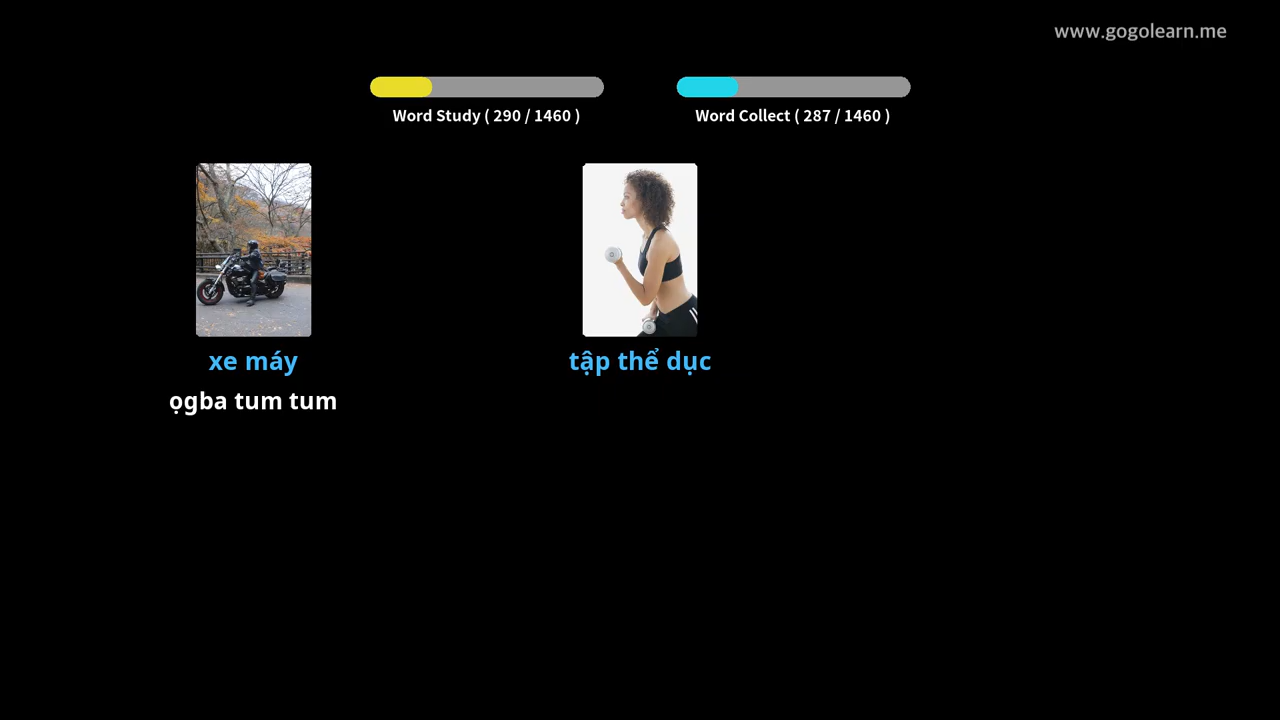 www.gogolearn.me
Word Study ( 290 / 1460 )
Word Collect ( 287 / 1460 )
xe máy
ọgba tum tum
tập thể dục